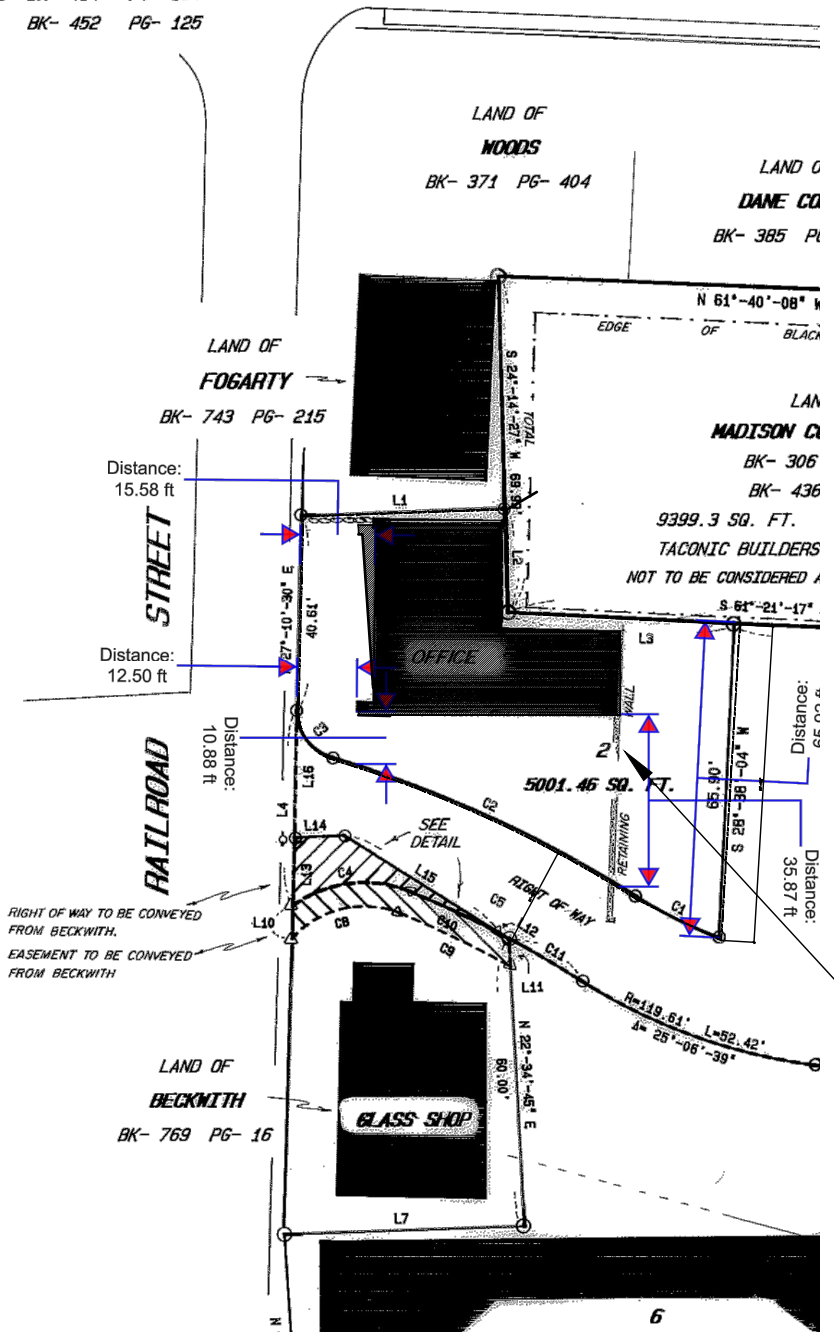 BK- 452 PG- 125
LAND OF
WOODS
BK- 371 PG- 404
LAND O
DANE CO
BK- 385 PG
N 61°-40'-08" W
EDGE OF BLACK
LAND OF
FOGARTY
BK- 743 PG- 215
S 24°-14'-27" W 69.99
TOTAL
LAN
MADISON CO
BK- 306
BK- 436
9399.3 SQ. FT.
TACONIC BUILDERS
NOT TO BE CONSIDERED A
S 61°-21'-17"
Distance:
15.58 ft
L1
L2
L3
STREET
27°-10'-30" E
40.61'
OFFICE
Distance:
12.50 ft
Distance:
10.88 ft
WALL
2
5001.46 SQ. FT.
65.90'
S 28°-38'-04" W
Distance:
Distance:
35.87 ft
RAILROAD
C3
L16
L4
L14
C2
SEE
DETAIL
RETAINING
L13
C4
L15
RIGHT OF WAY
C5
C1
RIGHT OF WAY TO BE CONVEYED
FROM BECKWITH.
L10
C8
C10
L12
EASEMENT TO BE CONVEYED
FROM BECKWITH
C9
C11
L11
R=119.61' L=52.42'
Δ= 25°-06'-39"
N 22°-34'-45" E
60.00'
LAND OF
BECKWITH
BK- 769 PG- 16
GLASS SHOP
L7
6
N